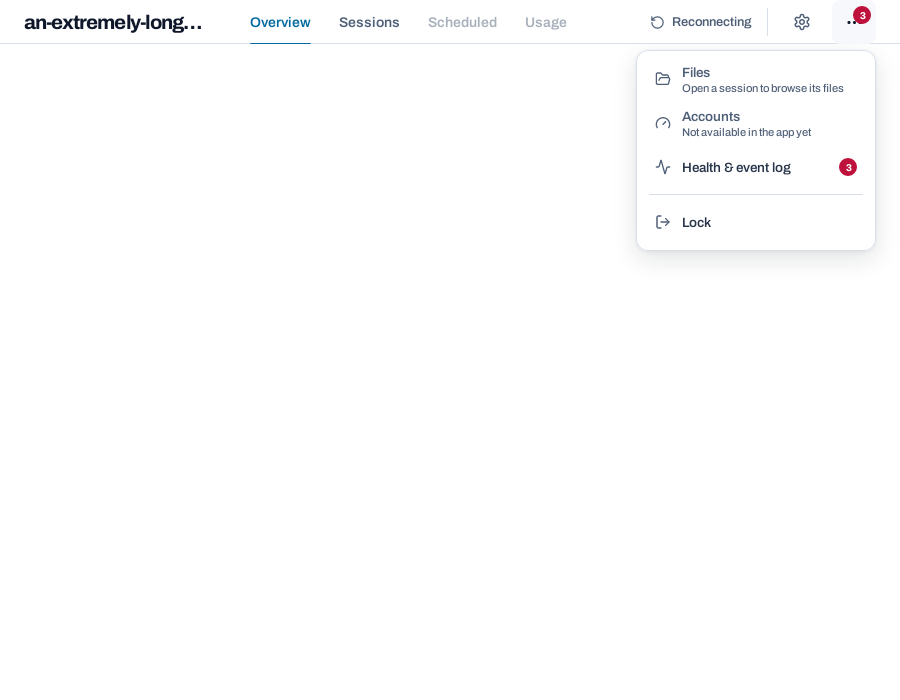 an-extremely-long…
Overview
Sessions
Scheduled
Usage
Reconnecting
3
Files
Open a session to browse its files
Accounts
Not available in the app yet
Health & event log
3
Lock